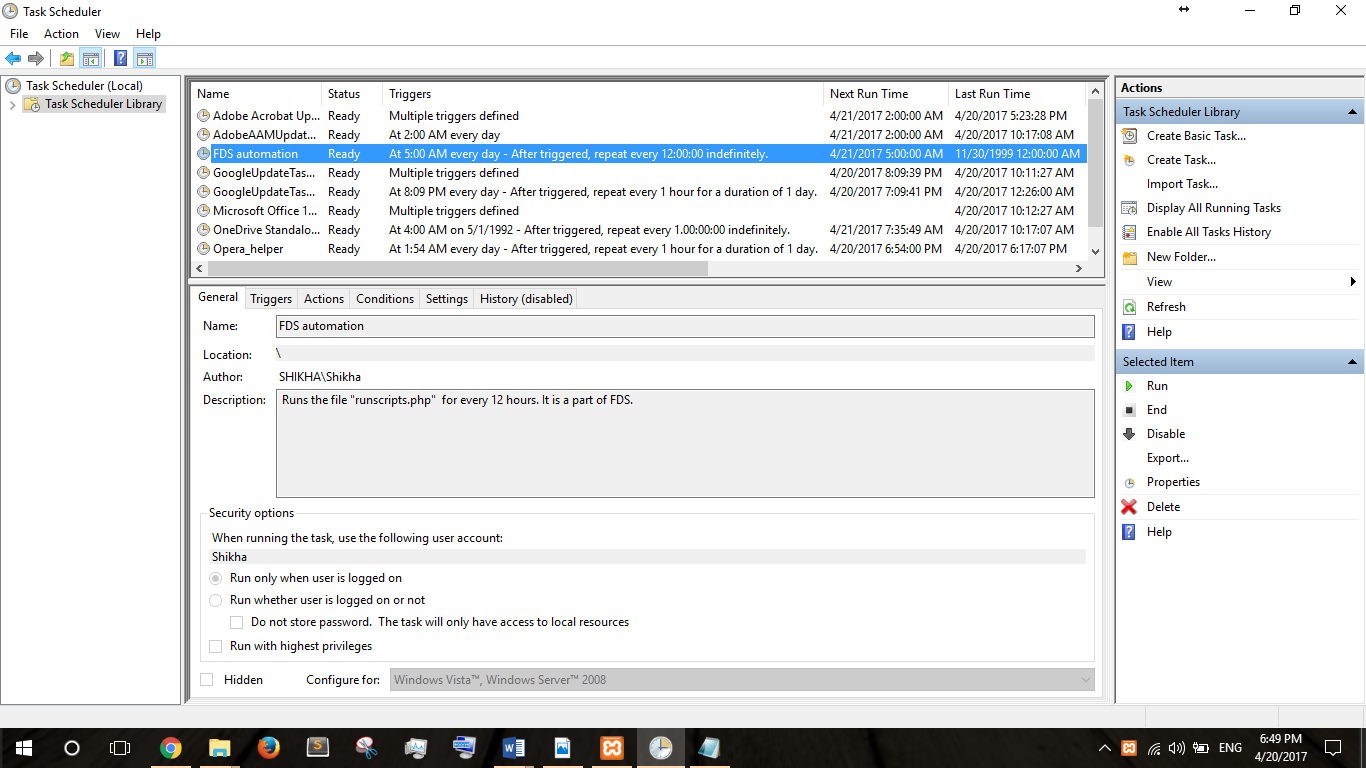 Task Scheduler
File Action View Help
Task Scheduler (Local)
Task Scheduler Library
Name Status Triggers Next Run Time Last Run Time
Adobe Acrobat Up... Ready Multiple triggers defined 4/21/2017 2:00:00 AM 4/20/2017 5:23:28 PM
AdobeAAMUpdat... Ready At 2:00 AM every day 4/21/2017 2:00:00 AM 4/20/2017 10:17:08 AM
FDS automation Ready At 5:00 AM every day - After triggered, repeat every 12:00:00 indefinitely. 4/21/2017 5:00:00 AM 11/30/1999 12:00:00 AM
GoogleUpdateTas... Ready Multiple triggers defined 4/20/2017 8:09:39 PM 4/20/2017 10:11:27 AM
GoogleUpdateTas... Ready At 8:09 PM every day - After triggered, repeat every 1 hour for a duration of 1 day. 4/20/2017 7:09:41 PM 4/20/2017 12:26:00 AM
Microsoft Office 1... Ready Multiple triggers defined 4/20/2017 10:12:27 AM
OneDrive Standalo... Ready At 4:00 AM on 5/1/1992 - After triggered, repeat every 1.00:00:00 indefinitely. 4/21/2017 7:35:49 AM 4/20/2017 10:17:07 AM
Opera_helper Ready At 1:54 AM every day - After triggered, repeat every 1 hour for a duration of 1 day. 4/20/2017 6:54:00 PM 4/20/2017 6:17:07 PM
General Triggers Actions Conditions Settings History (disabled)
Name: FDS automation
Location: \
Author: SHIKHA\Shikha
Description: Runs the file "runscripts.php" for every 12 hours. It is a part of FDS.
Security options
When running the task, use the following user account:
Shikha
Run only when user is logged on
Run whether user is logged on or not
Do not store password. The task will only have access to local resources
Run with highest privileges
Hidden Configure for: Windows Vista™, Windows Server™ 2008
Actions
Task Scheduler Library
Create Basic Task...
Create Task...
Import Task...
Display All Running Tasks
Enable All Tasks History
New Folder...
View
Refresh
Help
Selected Item
Run
End
Disable
Export...
Properties
Delete
Help
ENG
6:49 PM
4/20/2017